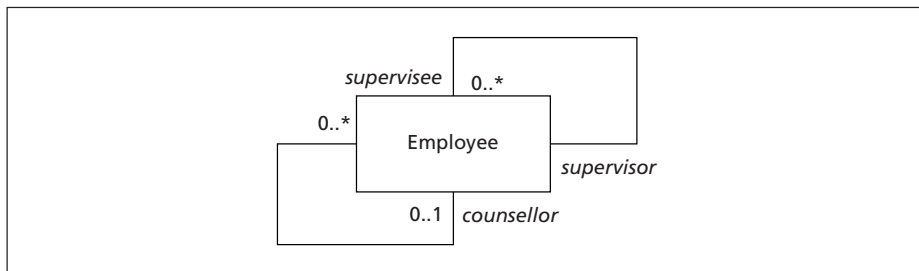 supervisee
0..*
0..*
Employee
supervisor
0..1
counsellor